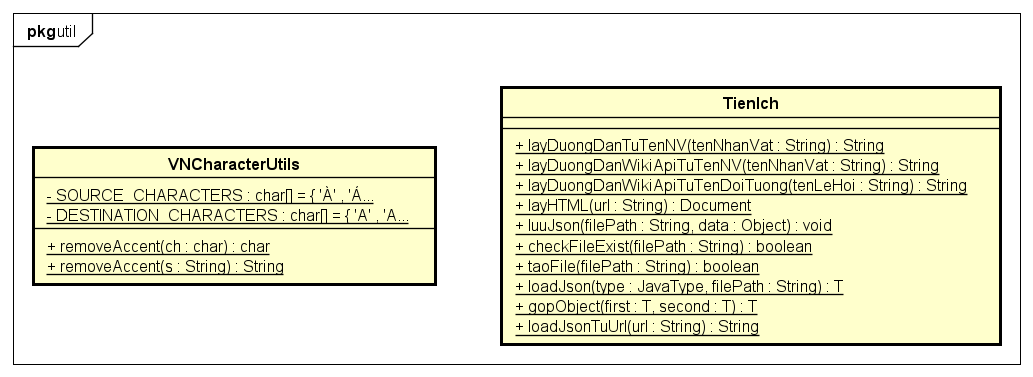 pkg util
VNCharacterUtils
- SOURCE_CHARACTERS : char[] = { 'À' , 'Á...
- DESTINATION_CHARACTERS : char[] = { 'A' , 'A...
+ removeAccent(ch : char) : char
+ removeAccent(s : String) : String
TienIch
+ layDuongDanTuTenNV(tenNhanVat : String) : String
+ layDuongDanWikiApiTuTenNV(tenNhanVat : String) : String
+ layDuongDanWikiApiTuTenDoiTuong(tenLeHoi : String) : String
+ layHTML(url : String) : Document
+ luuJson(filePath : String, data : Object) : void
+ checkFileExist(filePath : String) : boolean
+ taoFile(filePath : String) : boolean
+ loadJson(type : JavaType, filePath : String) : T
+ gopObject(first : T, second : T) : T
+ loadJsonTuUrl(url : String) : String